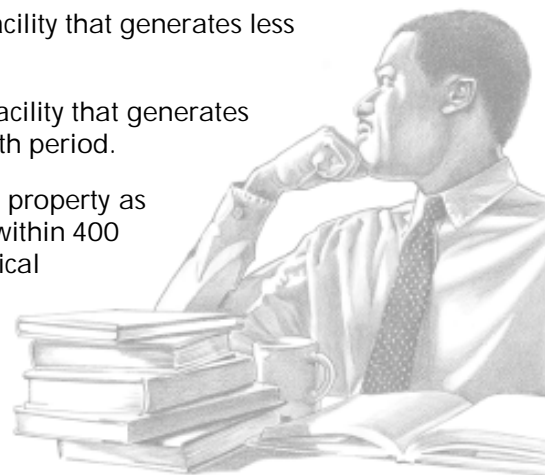 acility that generates less
acility that generates
th period.
property as
within 400
ical